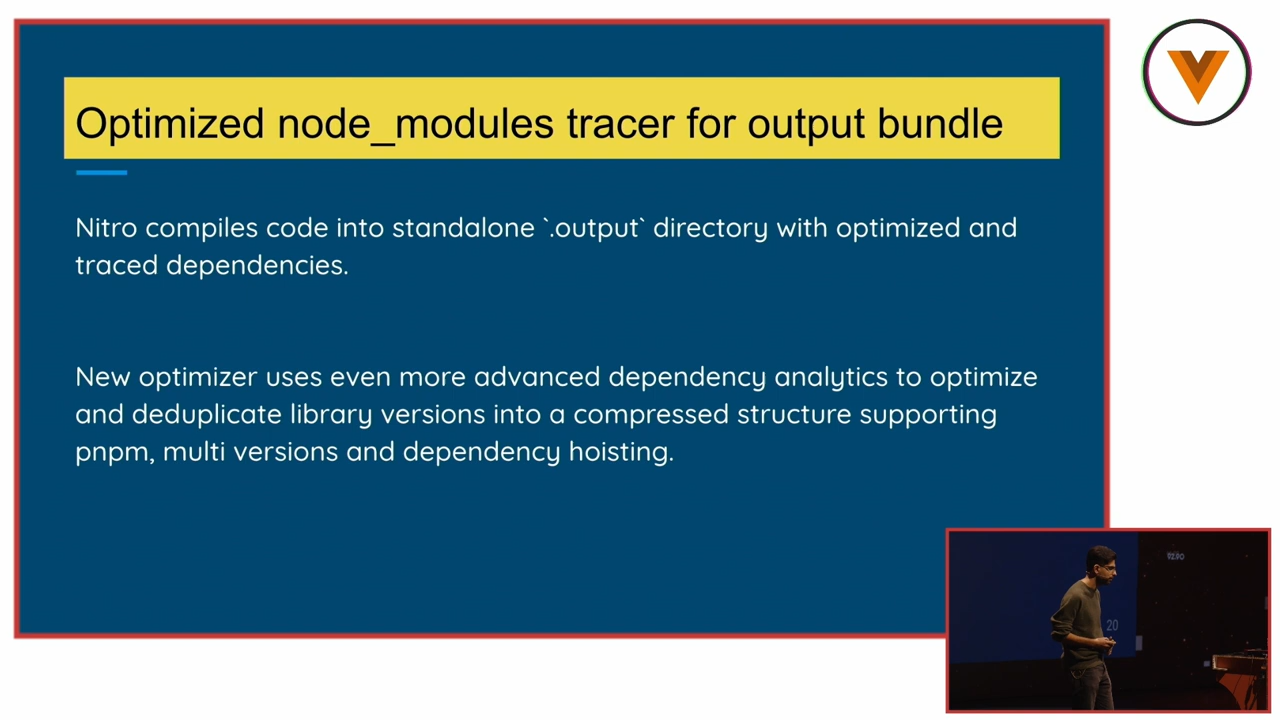 Optimized node_modules tracer for output bundle
Nitro compiles code into standalone `.output` directory with optimized and
traced dependencies.
New optimizer uses even more advanced dependency analytics to optimize
and deduplicate library versions into a compressed structure supporting
pnpm, multi versions and dependency hoisting.
20